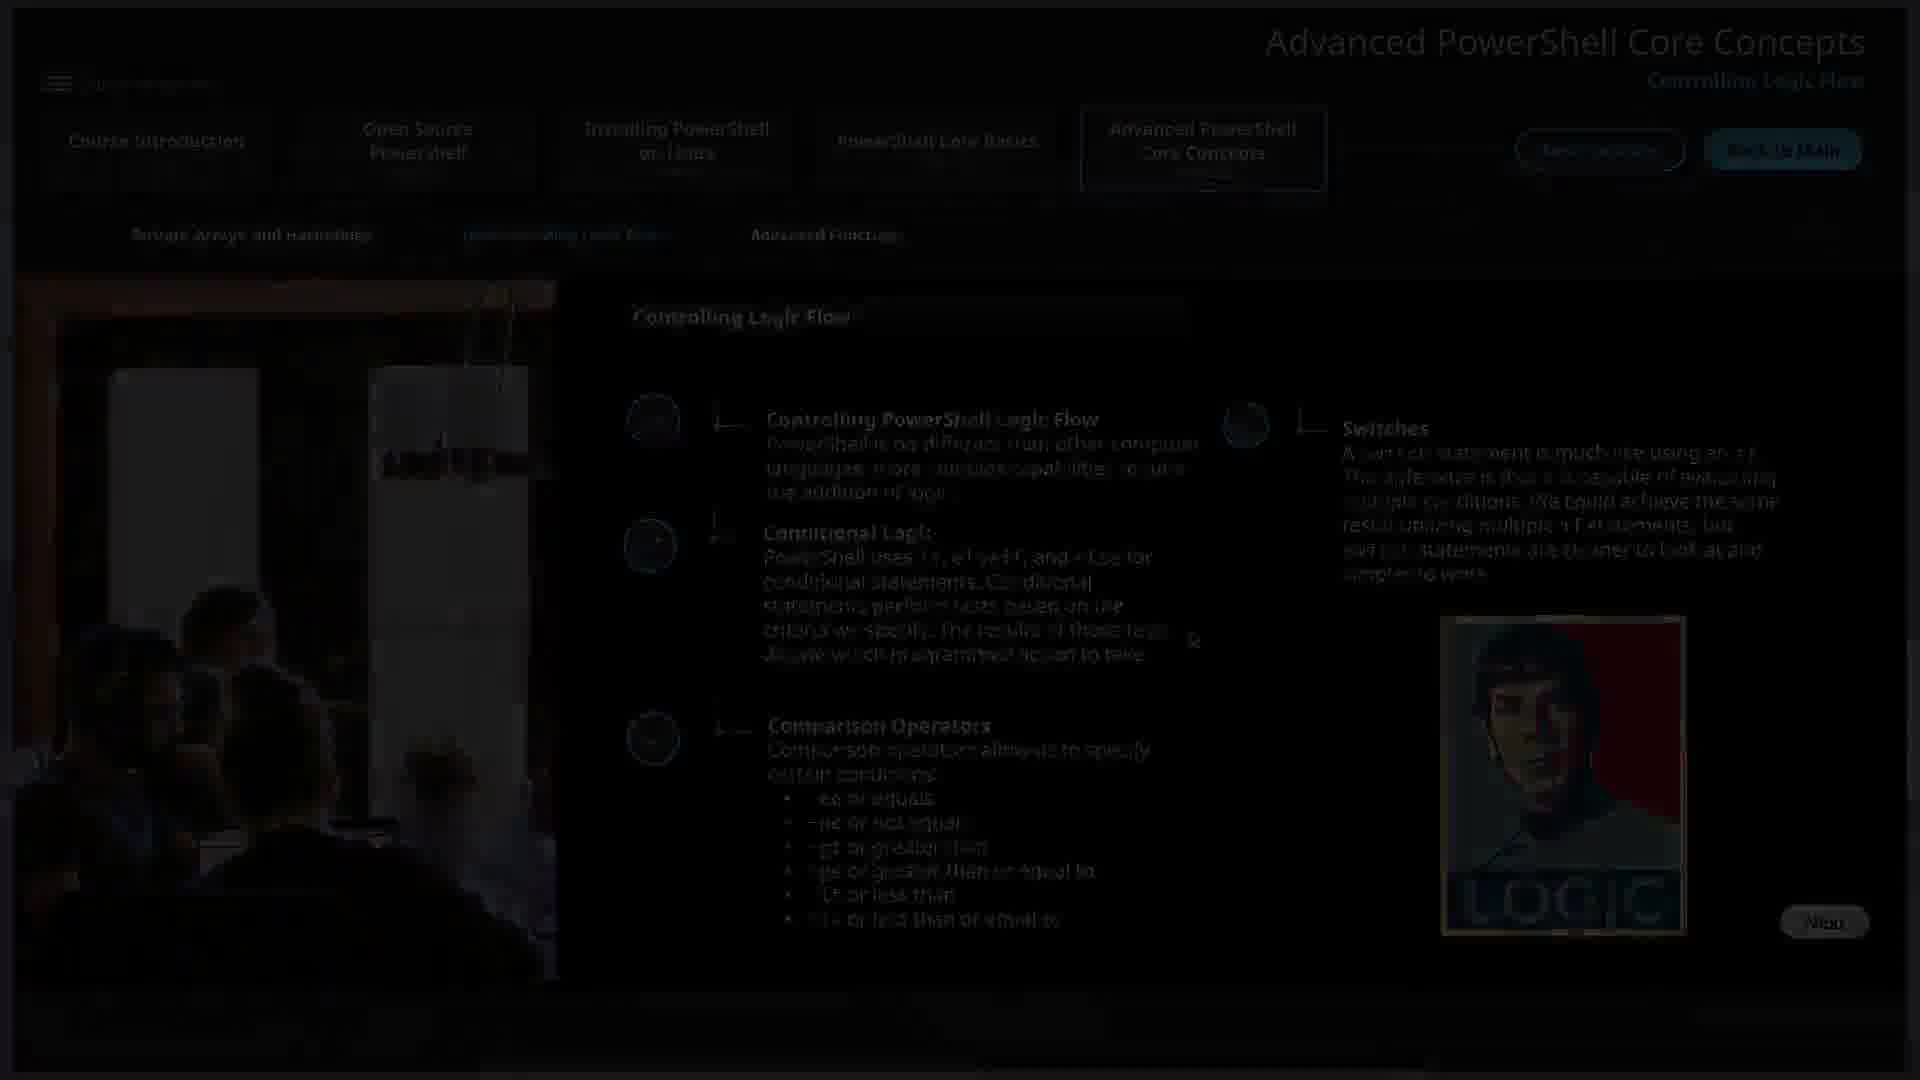 Advanced PowerShell Core Concepts
Controlling Logic Flow
Course Introduction
Open Source
PowerShell
Installing PowerShell
on Linux
PowerShell Core Basics
Advanced PowerShell
Core Concepts
Back to Main
Arrays, and Hashtables
Advanced Functions
Controlling Logic Flow
Controlling PowerShell Logic Flow
PowerShell is no different than other computer
languages, more complex capabilities require
the addition of logic.
Conditional Logic
PowerShell uses if, elseif, and else for
conditional statements. Conditional
statements perform tests based on the
criteria we specify. The results of those tests
which programmed action to take.
Comparison Operators
Comparison operators allow us to specify
certain conditions:
• -eq or equals
• -ne or not equal
• -gt or greater than
• -ge or greater than or equal to
• -lt or less than
• -le or less than or equal to
Switches
A switch statement is much like using an if.
The difference is that it is capable of evaluating
multiple conditions. We could achieve the same
result utilizing multiple if statements, but
switch statements are cleaner to look at and
simpler to work
LOGIC
Next